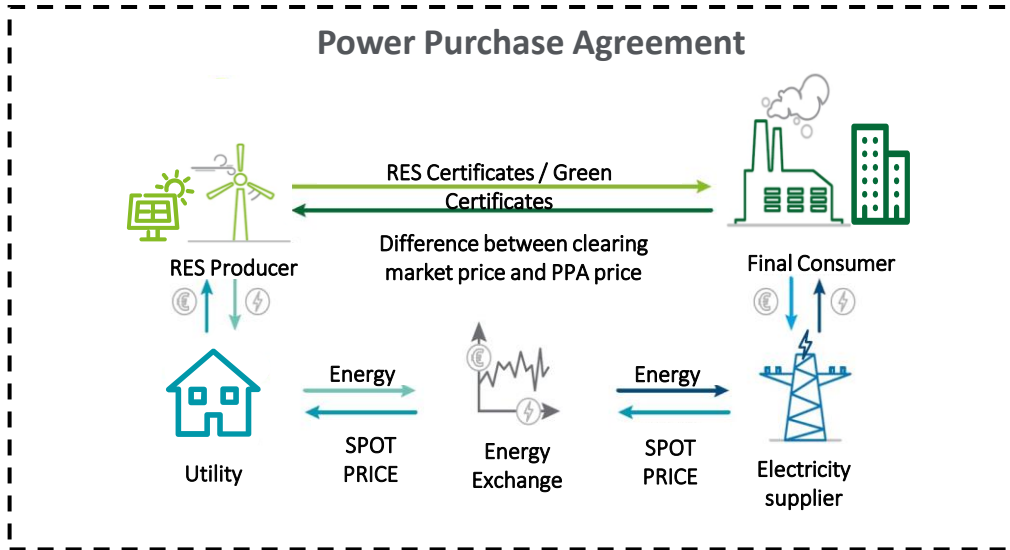 Power Purchase Agreement
RES Certificates / Green
Certificates
Difference between clearing
market price and PPA price
RES Producer
Final Consumer
€
€
Energy
€
Energy
SPOT
PRICE
Energy
Exchange
SPOT
PRICE
Utility
Electricity
supplier